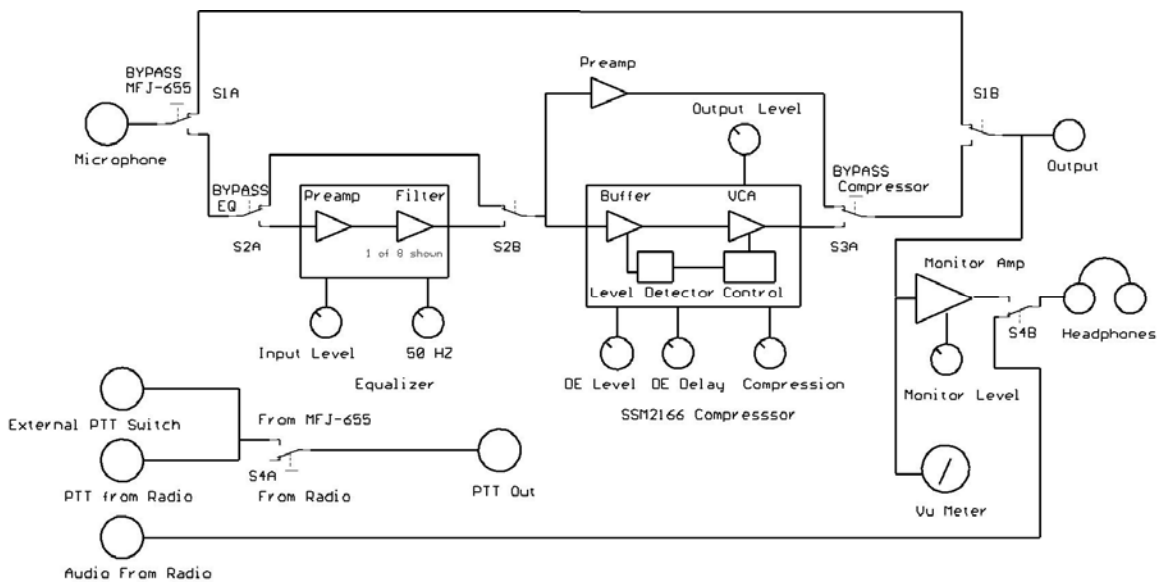 BYPASS
MFJ-655
S1A
Microphone
Preamp
Output Level
S1B
Output
BYPASS
EQ
S2A
Preamp
Filter
1 of 8 shown
S2B
Buffer
VCA
Level Detector Control
BYPASS
Compressor
S3A
Input Level
50 HZ
Equalizer
DE Level
DE Delay
Compression
SSM2166 Compresssor
Monitor Amp
S4B
Headphones
Monitor Level
Vu Meter
External PTT Switch
From MFJ-655
S4A
From Radio
PTT Out
PTT from Radio
Audio From Radio